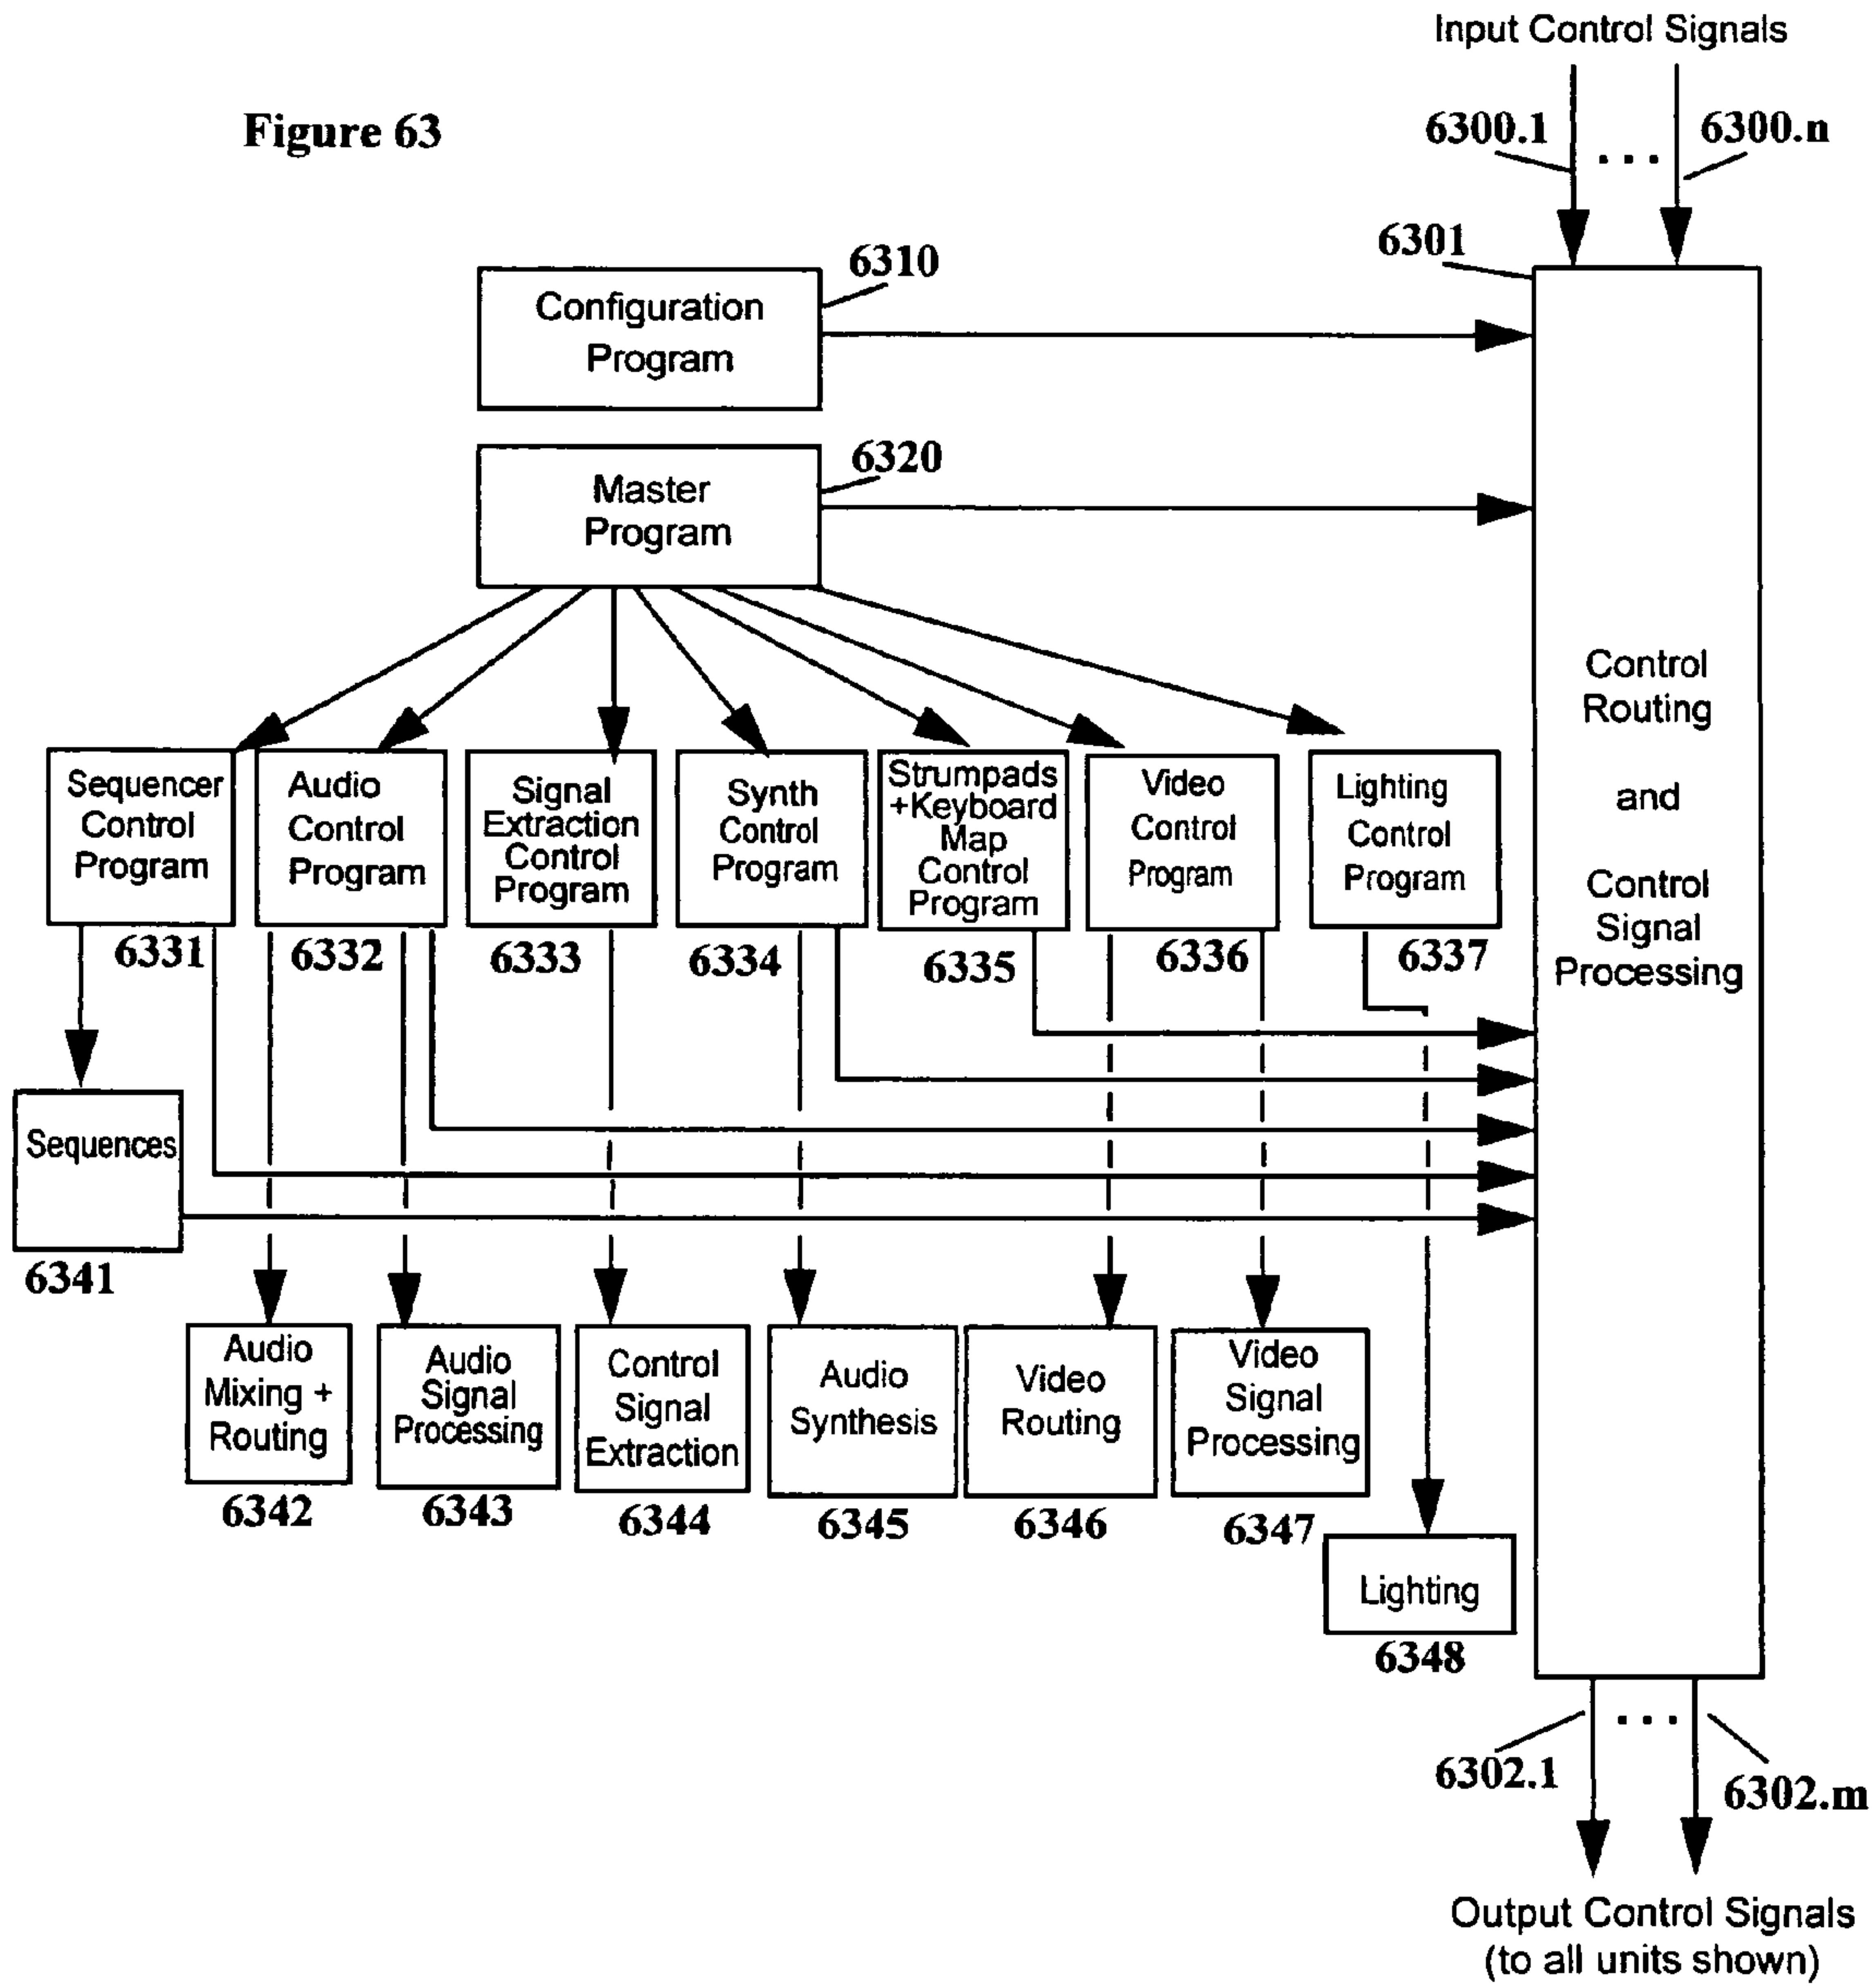 Input Control Signals
Figure 63
6300.1
...
6300.n
6301
6310
Configuration
Program
6320
Master
Program
Control
Routing
and
Control
Signal
Processing
Sequencer
Control
Program
6331
Audio
Control
Program
6332
Signal
Extraction
Control
Program
6333
Synth
Control
Program
6334
Strumpads
+Keyboard
Map
Control
Program
6335
Video
Control
Program
6336
Lighting
Control
Program
6337
Sequences
6341
Audio
Mixing +
Routing
6342
Audio
Signal
Processing
6343
Control
Signal
Extraction
6344
Audio
Synthesis
6345
Video
Routing
6346
Video
Signal
Processing
6347
Lighting
6348
6302.1
...
6302.m
Output Control Signals
(to all units shown)